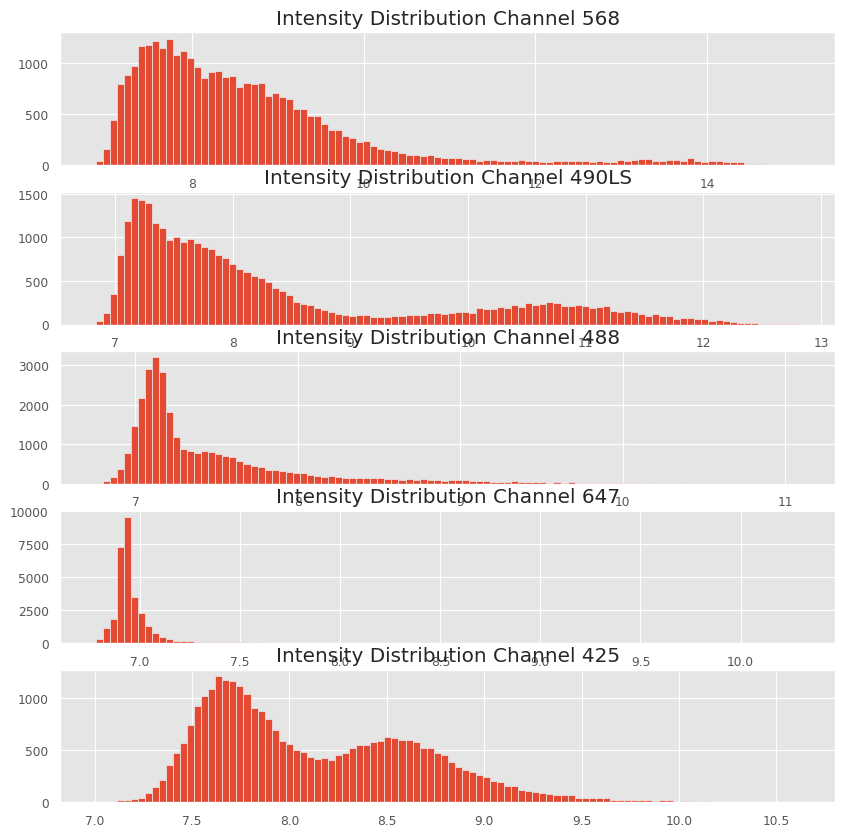 Intensity Distribution Channel 568
1000
500
0
8 10 12 14
Intensity Distribution Channel 490LS
1500
1000
500
0
7 8 9 10 11 12 13
Intensity Distribution Channel 488
3000
2000
1000
0
7 8 9 10 11
Intensity Distribution Channel 647
10000
7500
5000
2500
0
7.0 7.5 8.0 8.5 9.0 9.5 10.0
Intensity Distribution Channel 425
1000
500
0
7.0 7.5 8.0 8.5 9.0 9.5 10.0 10.5